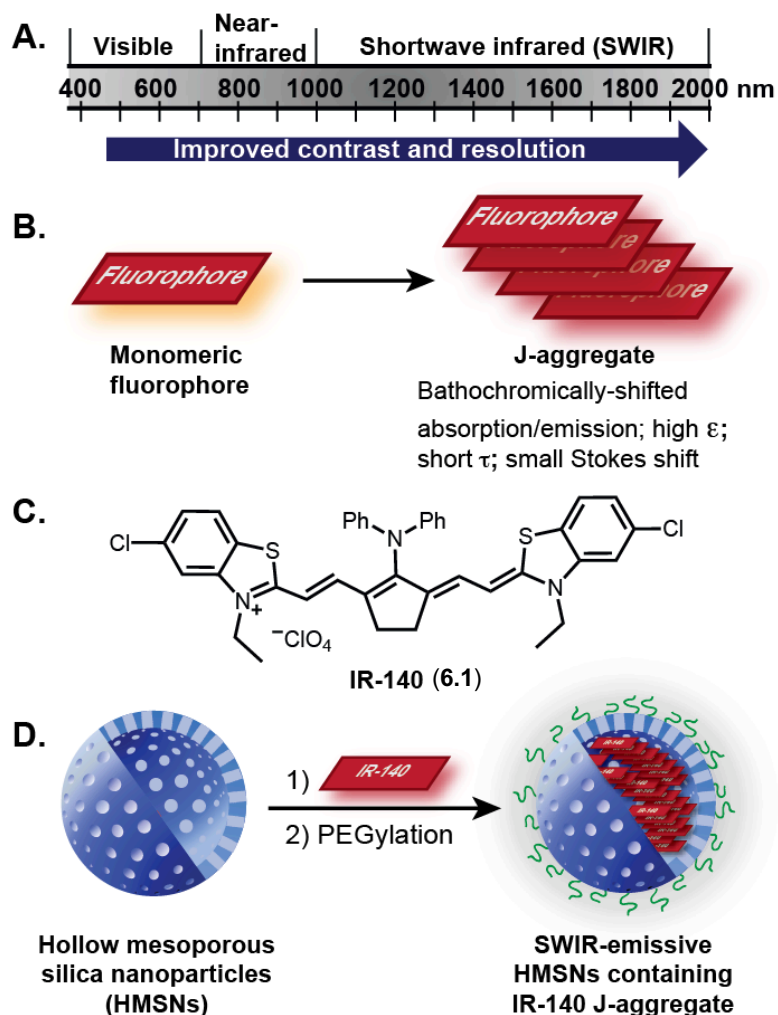 A.
Visible
Near-
infrared
Shortwave infrared (SWIR)
400 600 800 1000 1200 1400 1600 1800 2000 nm
Improved contrast and resolution
B.
Fluorophore
Fluorophore
Monomeric
fluorophore
J-aggregate
Bathochromically-shifted
absorption/emission; high ε;
short τ; small Stokes shift
C.
Ph N Ph
Cl S S Cl
N+ N
−ClO4
IR-140 (6.1)
D.
1) IR-140
2) PEGylation
IR-140
Hollow mesoporous
silica nanoparticles
(HMSNs)
SWIR-emissive
HMSNs containing
IR-140 J-aggregate